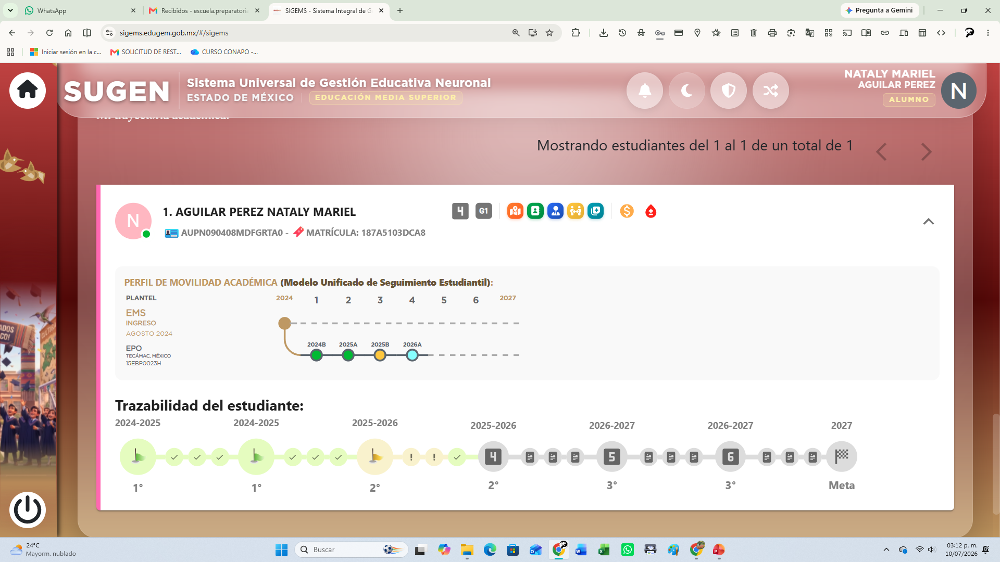 WhatsApp
Recibidos - escuela.preparatoria
SIGEMS - Sistema Integral de G
Pregunta a Gemini
sigems.edugem.gob.mx/#/sigems
Iniciar sesión en la c...
SOLICITUD DE REST...
CURSO CONAPO -...
SUGEN
Sistema Universal de Gestión Educativa Neuronal
ESTADO DE MÉXICO
EDUCACIÓN MEDIA SUPERIOR
NATALY MARIEL
AGUILAR PEREZ
ALUMNO
N
Mi trayectoria académica.
Mostrando estudiantes del 1 al 1 de un total de 1
N
1. AGUILAR PEREZ NATALY MARIEL
4 G1
AUPN090408MDFGRTA0 - MATRÍCULA: 187A5103DCA8
PERFIL DE MOVILIDAD ACADÉMICA (Modelo Unificado de Seguimiento Estudiantil):
PLANTEL
2024 1 2 3 4 5 6 2027
EMS
INGRESO
AGOSTO 2024
EPO
TECÁMAC, MÉXICO
15EBP0023H
2024B 2025A 2025B 2026A
Trazabilidad del estudiante:
2024-2025 2024-2025 2025-2026 2025-2026 2026-2027 2026-2027 2027
! ! 4 5 6
1° 1° 2° 2° 3° 3° Meta
24°C
Mayorm. nublado
Buscar
03:12 p. m.
10/07/2026